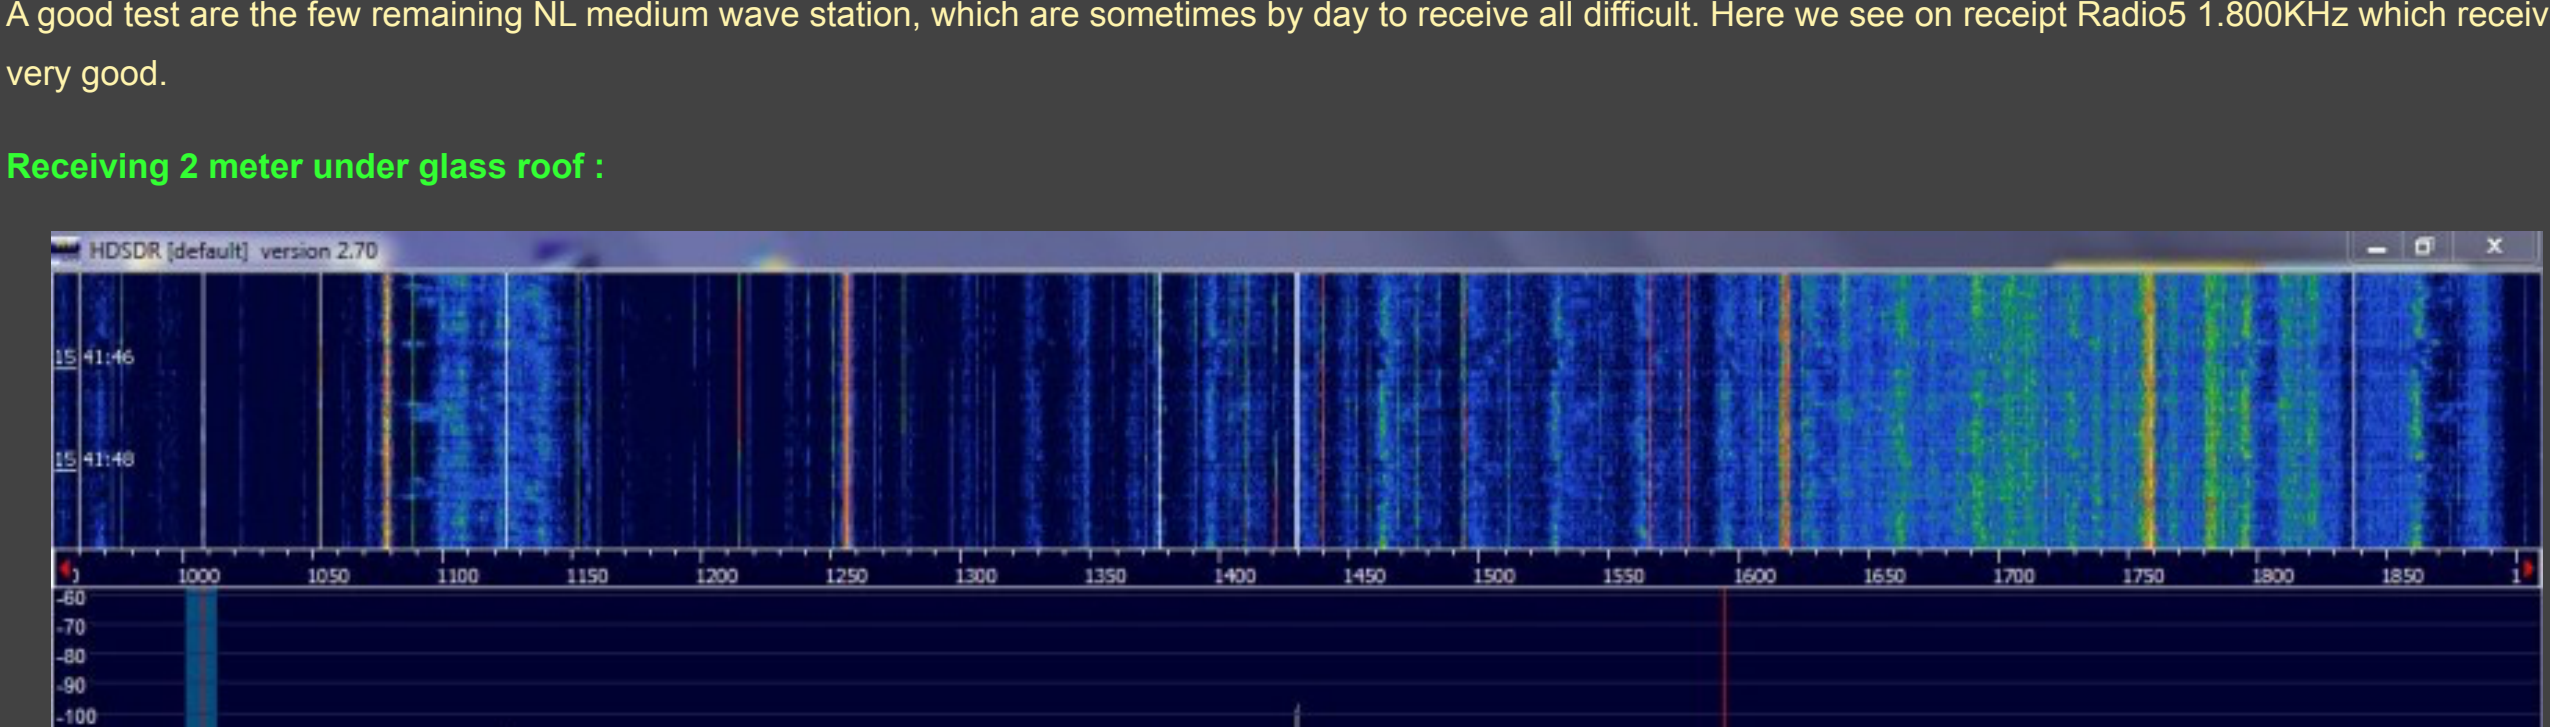 A good test are the few remaining NL medium wave station, which are sometimes by day to receive all difficult. Here we see on receipt Radio5 1.800KHz which receiv
very good.
Receiving 2 meter under glass roof :
HDSDR [default] version 2.70
15 41:46
15 41:48
1000 1050 1100 1150 1200 1250 1300 1350 1400 1450 1500 1550 1600 1650 1700 1750 1800 1850
-60
-70
-80
-90
-100